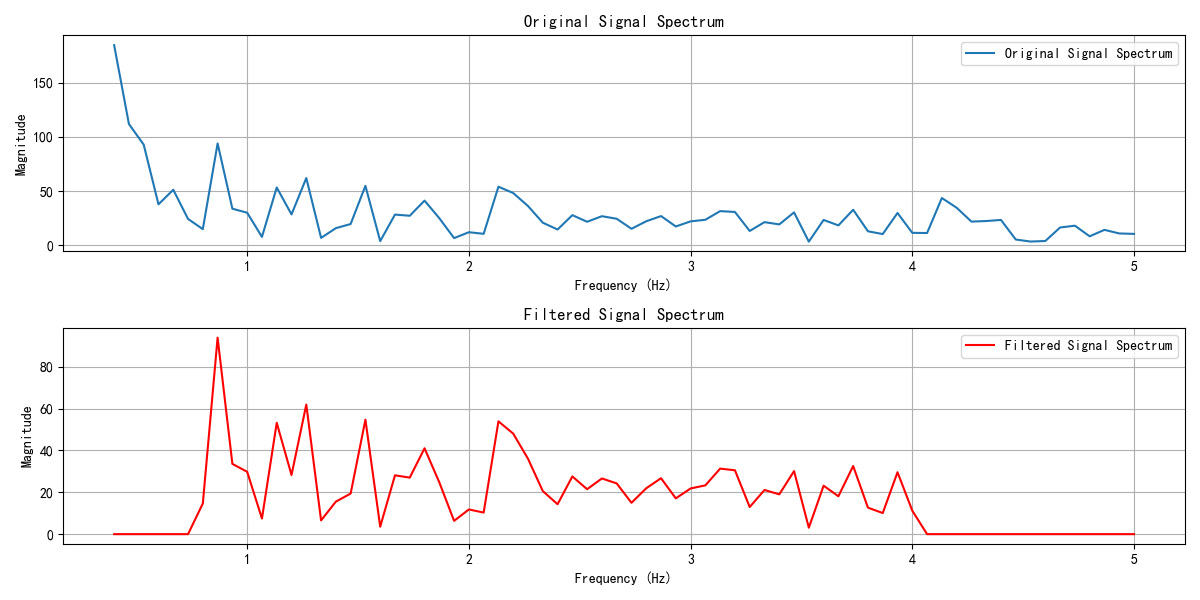 Original Signal Spectrum
Original Signal Spectrum
Magnitude
150
100
50
0
1 2 3 4 5
Frequency (Hz)
Filtered Signal Spectrum
Filtered Signal Spectrum
Magnitude
80
60
40
20
0
1 2 3 4 5
Frequency (Hz)